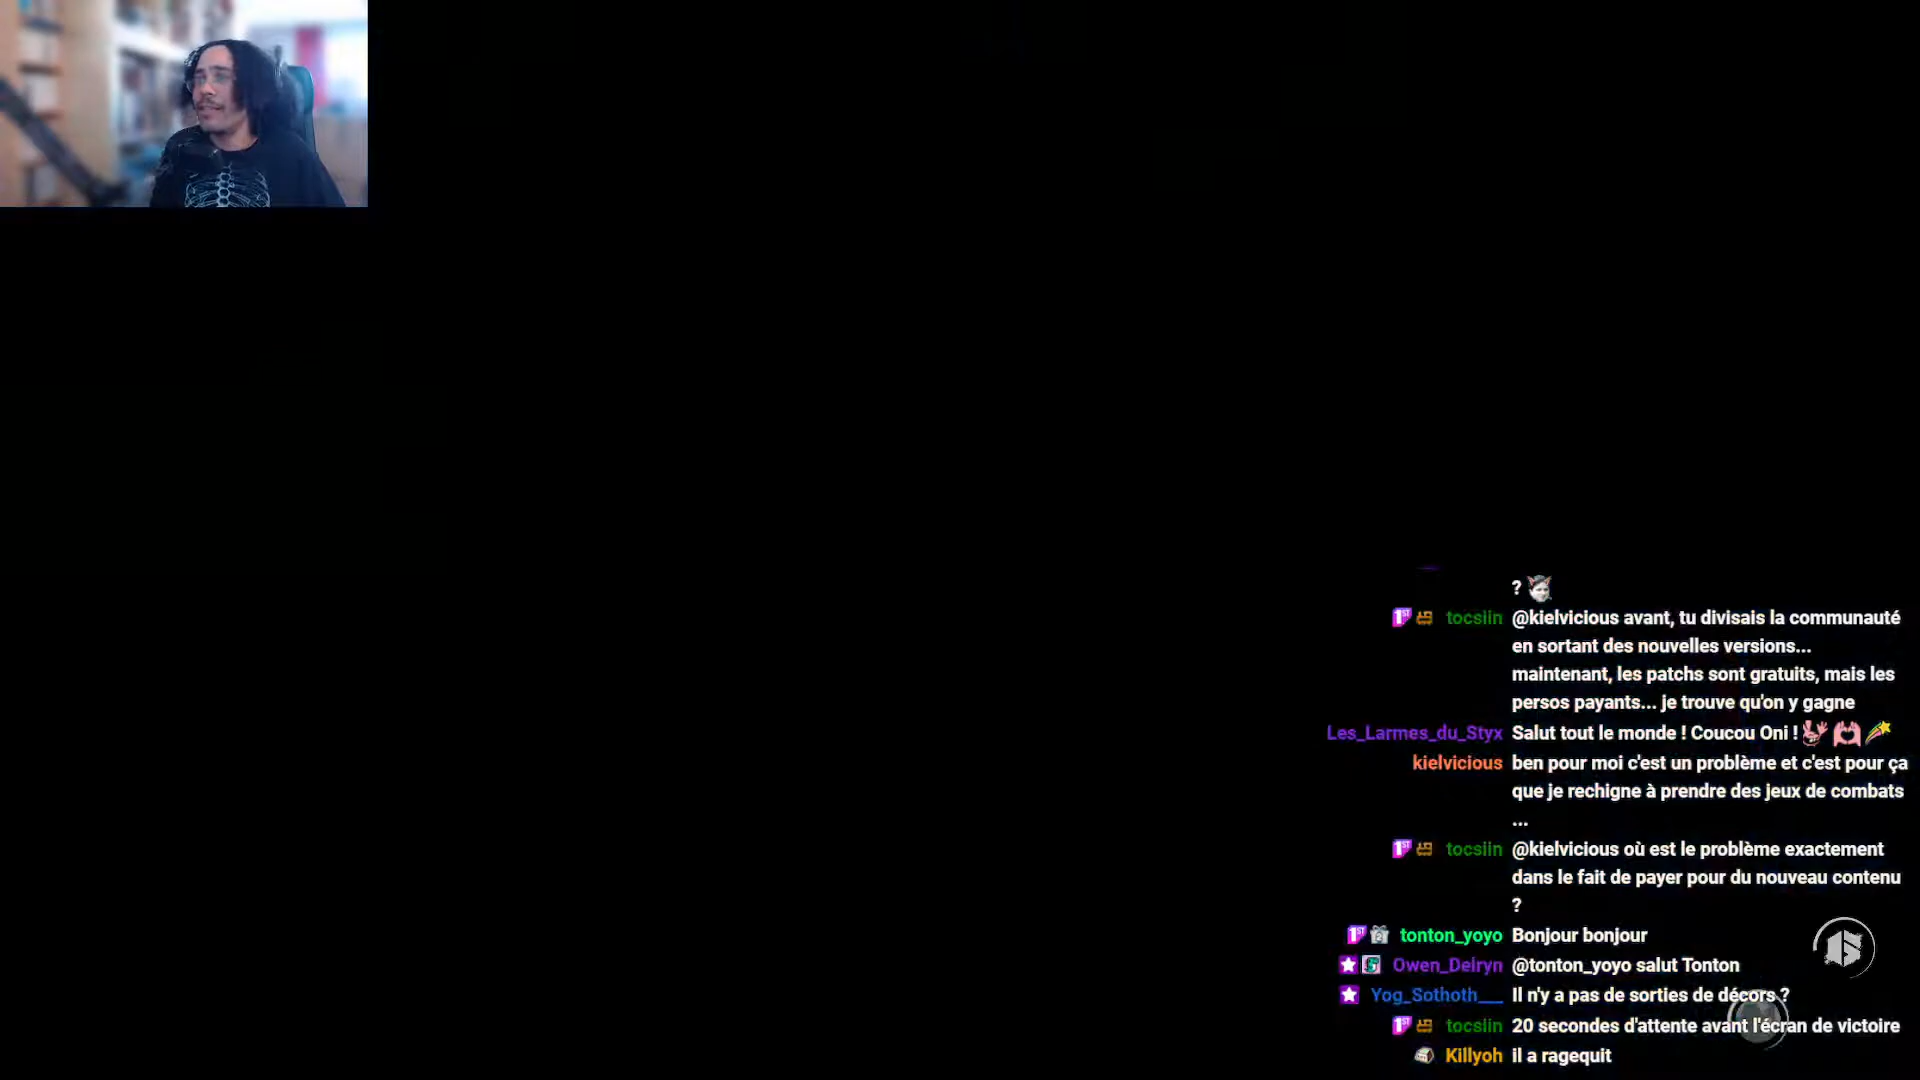 ?
tocsiin @kielvicious avant, tu divisais la communauté
en sortant des nouvelles versions...
maintenant, les patchs sont gratuits, mais les
persos payants... je trouve qu'on y gagne
Les_Larmes_du_Styx Salut tout le monde ! Coucou Oni !
kielvicious ben pour moi c'est un problème et c'est pour ça
que je rechigne à prendre des jeux de combats
...
tocsiin @kielvicious où est le problème exactement
dans le fait de payer pour du nouveau contenu
?
tonton_yoyo Bonjour bonjour
Owen_Delryn @tonton_yoyo salut Tonton
Yog_Sothoth___ Il n'y a pas de sorties de décors ?
tocsiin 20 secondes d'attente avant l'écran de victoire
Killyoh il a ragequit